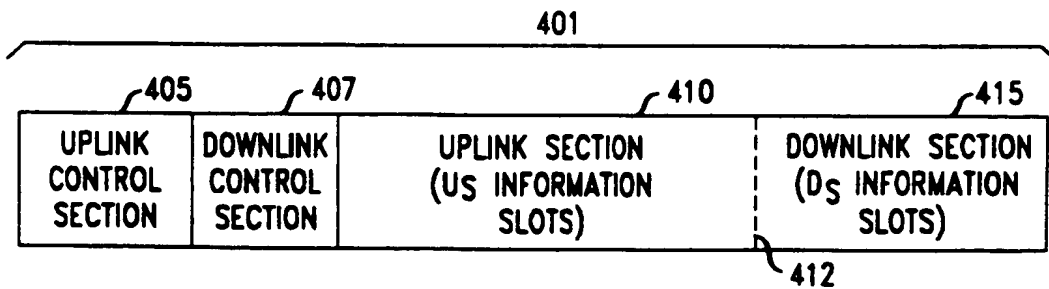 401
405
407
410
415
UPLINK CONTROL SECTION
DOWNLINK CONTROL SECTION
UPLINK SECTION
(US INFORMATION
SLOTS)
DOWNLINK SECTION
(DS INFORMATION
SLOTS)
412